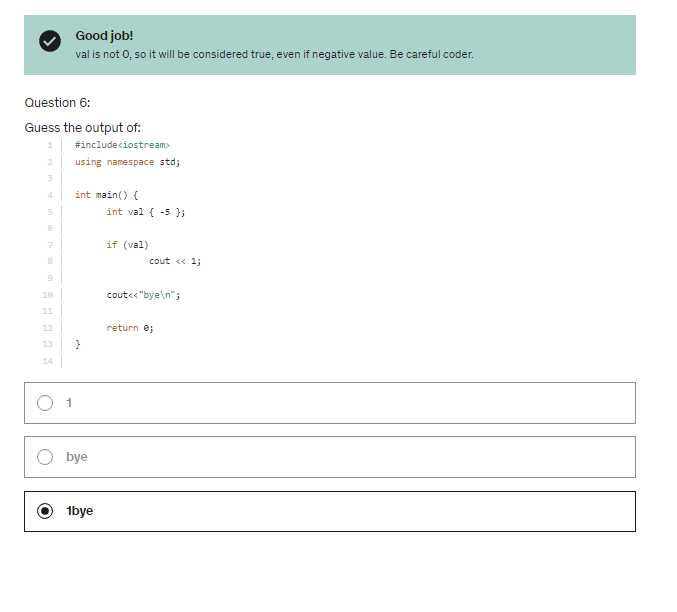 Good job!
val is not 0, so it will be considered true, even if negative value. Be careful coder.
Question 6:
Guess the output of:
1 #include<iostream>
2 using namespace std;
3
4 int main() {
5 int val { -5 };
6
7 if (val)
8 cout << 1;
9
10 cout<<"bye\n";
11
12 return 0;
13 }
14
1
bye
1bye